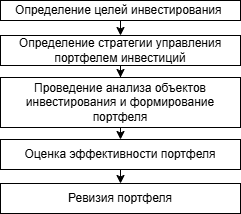 Определение целей инвестирования
Определение стратегии управления
портфелем инвестиций
Проведение анализа объектов
инвестирования и формирование
портфеля
Оценка эффективности портфеля
Ревизия портфеля